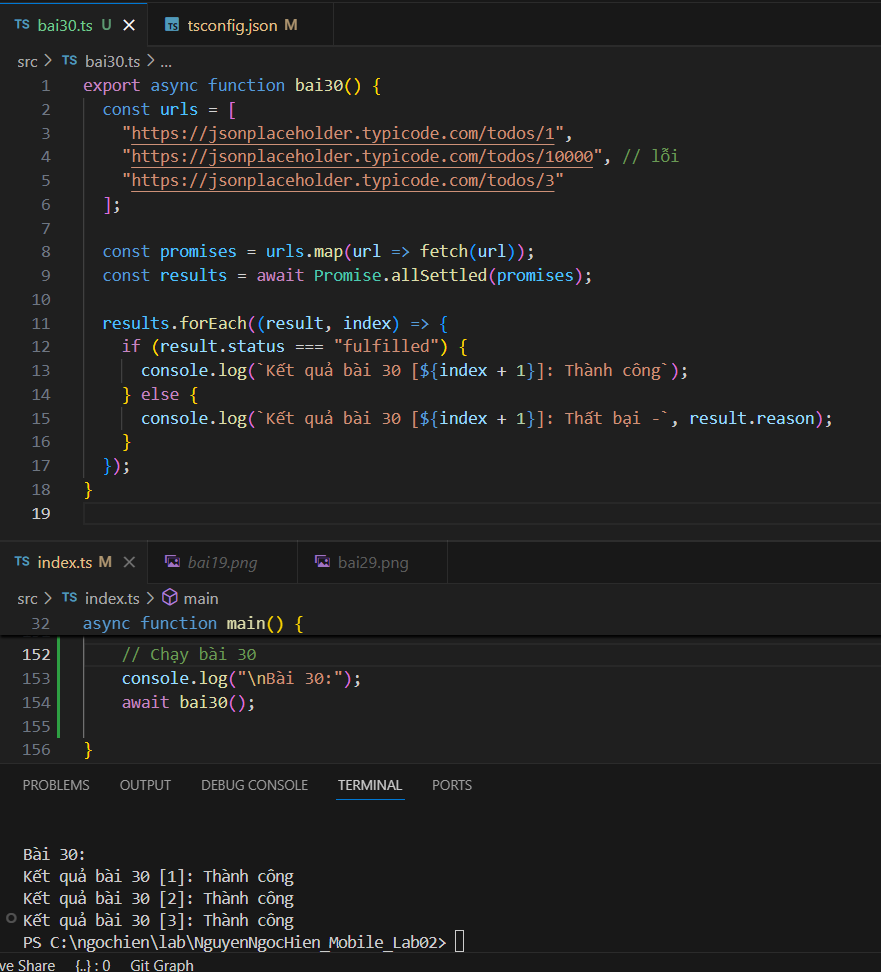 TS bai30.ts U × TS tsconfig.json M
src > TS bai30.ts > ...
1 export async function bai30() {
2 const urls = [
3 "https://jsonplaceholder.typicode.com/todos/1",
4 "https://jsonplaceholder.typicode.com/todos/10000", // lỗi
5 "https://jsonplaceholder.typicode.com/todos/3"
6 ];
7
8 const promises = urls.map(url => fetch(url));
9 const results = await Promise.allSettled(promises);
10
11 results.forEach((result, index) => {
12 if (result.status === "fulfilled") {
13 console.log(`Kết quả bài 30 [${index + 1}]: Thành công`);
14 } else {
15 console.log(`Kết quả bài 30 [${index + 1}]: Thất bại -`, result.reason);
16 }
17 });
18 }
19
TS index.ts M × bai19.png bai29.png
src > TS index.ts > main
32 async function main() {
152 // Chạy bài 30
153 console.log("\nBài 30:");
154 await bai30();
155
156 }
PROBLEMS OUTPUT DEBUG CONSOLE TERMINAL PORTS
Bài 30:
Kết quả bài 30 [1]: Thành công
Kết quả bài 30 [2]: Thành công
Kết quả bài 30 [3]: Thành công
PS C:\ngochien\lab\NguyenNgocHien_Mobile_Lab02>
ve Share {..} : 0 Git Graph